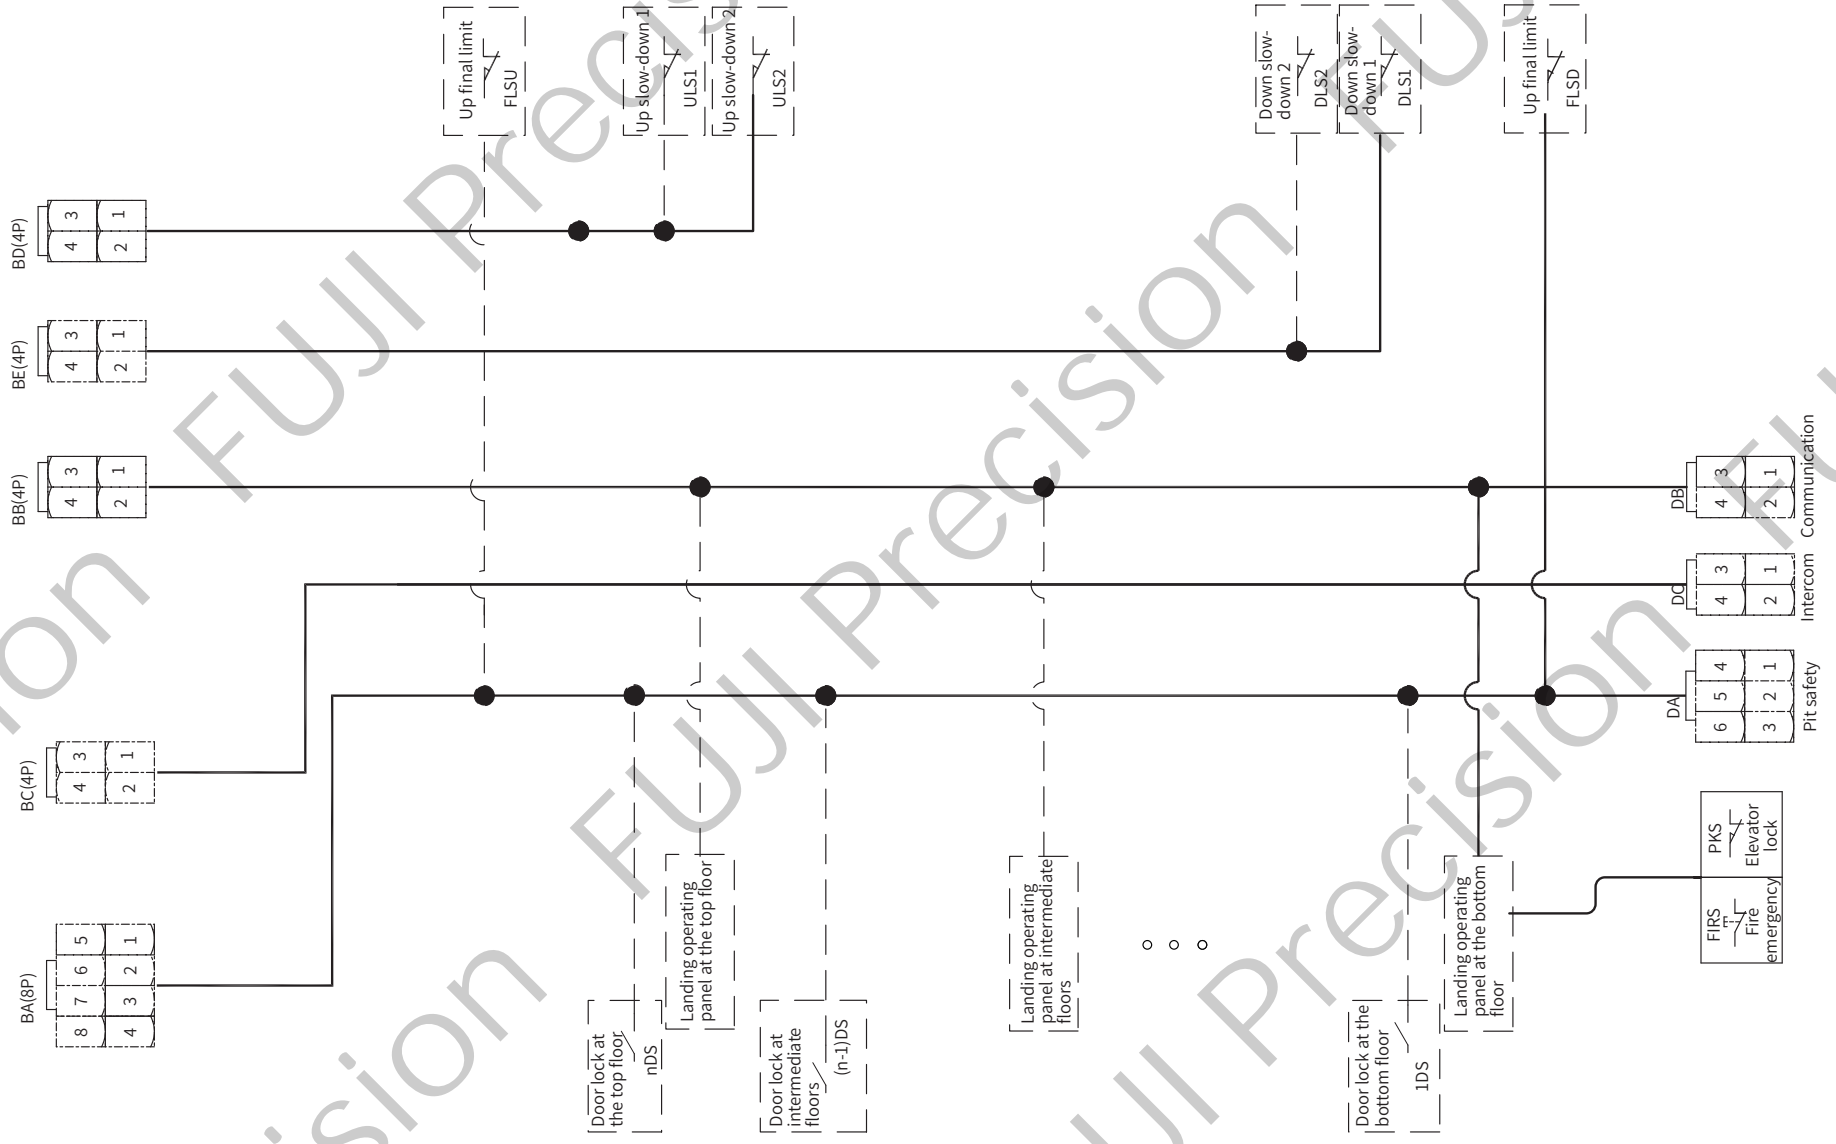 Up final limit
FLSU
Up slow-down 1
ULS1
Up slow-down 2
ULS2
Down slow-
down 2
DLS2
Down slow-
down 1
DLS1
Up final limit
FLSD
BD(4P)
3 1
4 2
BE(4P)
3 1
4 2
BB(4P)
3 1
4 2
BC(4P)
3 1
4 2
BA(8P)
5 1
6 2
7 3
8 4
DB
3 1
4 2
Communication
DC
3 1
4 2
Intercom
DA
4 1
5 2
6 3
Pit safety
Door lock at
the top floor
nDS
Landing operating
panel at the top floor
Door lock at
intermediate
floors
(n-1)DS
Landing operating
panel at intermediate
floors
Door lock at the
bottom floor
1DS
Landing operating
panel at the bottom
floor
PKS
Elevator
lock
FIRS
Fire
emergency
FUJI Precision
FUJI Precision
FUJI Precision